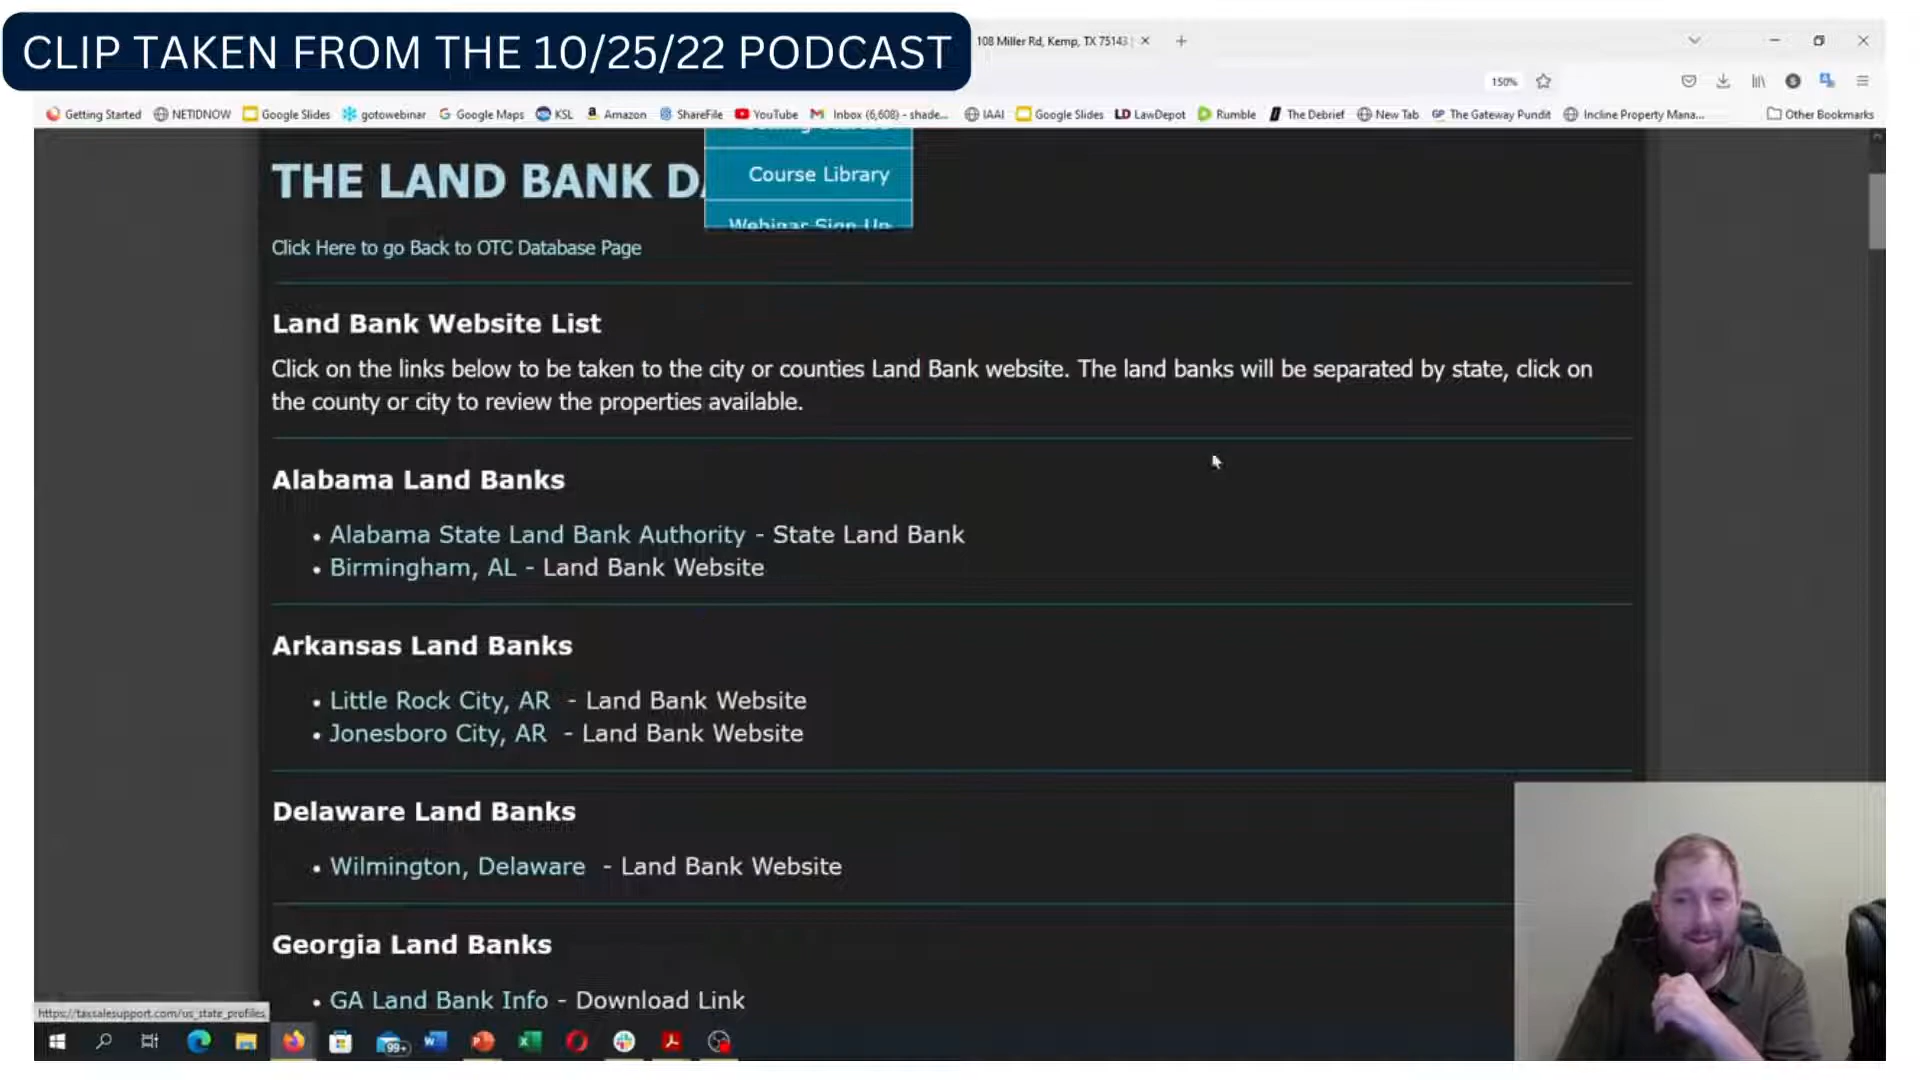 CLIP TAKEN FROM THE 10/25/22 PODCAST
108 Miller Rd, Kemp, TX 75143
150%
Getting Started NETIDNOW Google Slides gotowebinar Google Maps KSL Amazon ShareFile YouTube Inbox (6,608) - shade... IAAI Google Slides LawDepot Rumble The Debrief New Tab The Gateway Pundit Incline Property Mana... Other Bookmarks
THE LAND BANK
Course Library
Webinar Sign Up
Click Here to go Back to OTC Database Page
Land Bank Website List
Click on the links below to be taken to the city or counties Land Bank website. The land banks will be separated by state, click on
the county or city to review the properties available.
Alabama Land Banks
• Alabama State Land Bank Authority - State Land Bank
• Birmingham, AL - Land Bank Website
Arkansas Land Banks
• Little Rock City, AR - Land Bank Website
• Jonesboro City, AR - Land Bank Website
Delaware Land Banks
• Wilmington, Delaware - Land Bank Website
Georgia Land Banks
• GA Land Bank Info - Download Link
https://taxsalesupport.com/us_state_profiles
99+